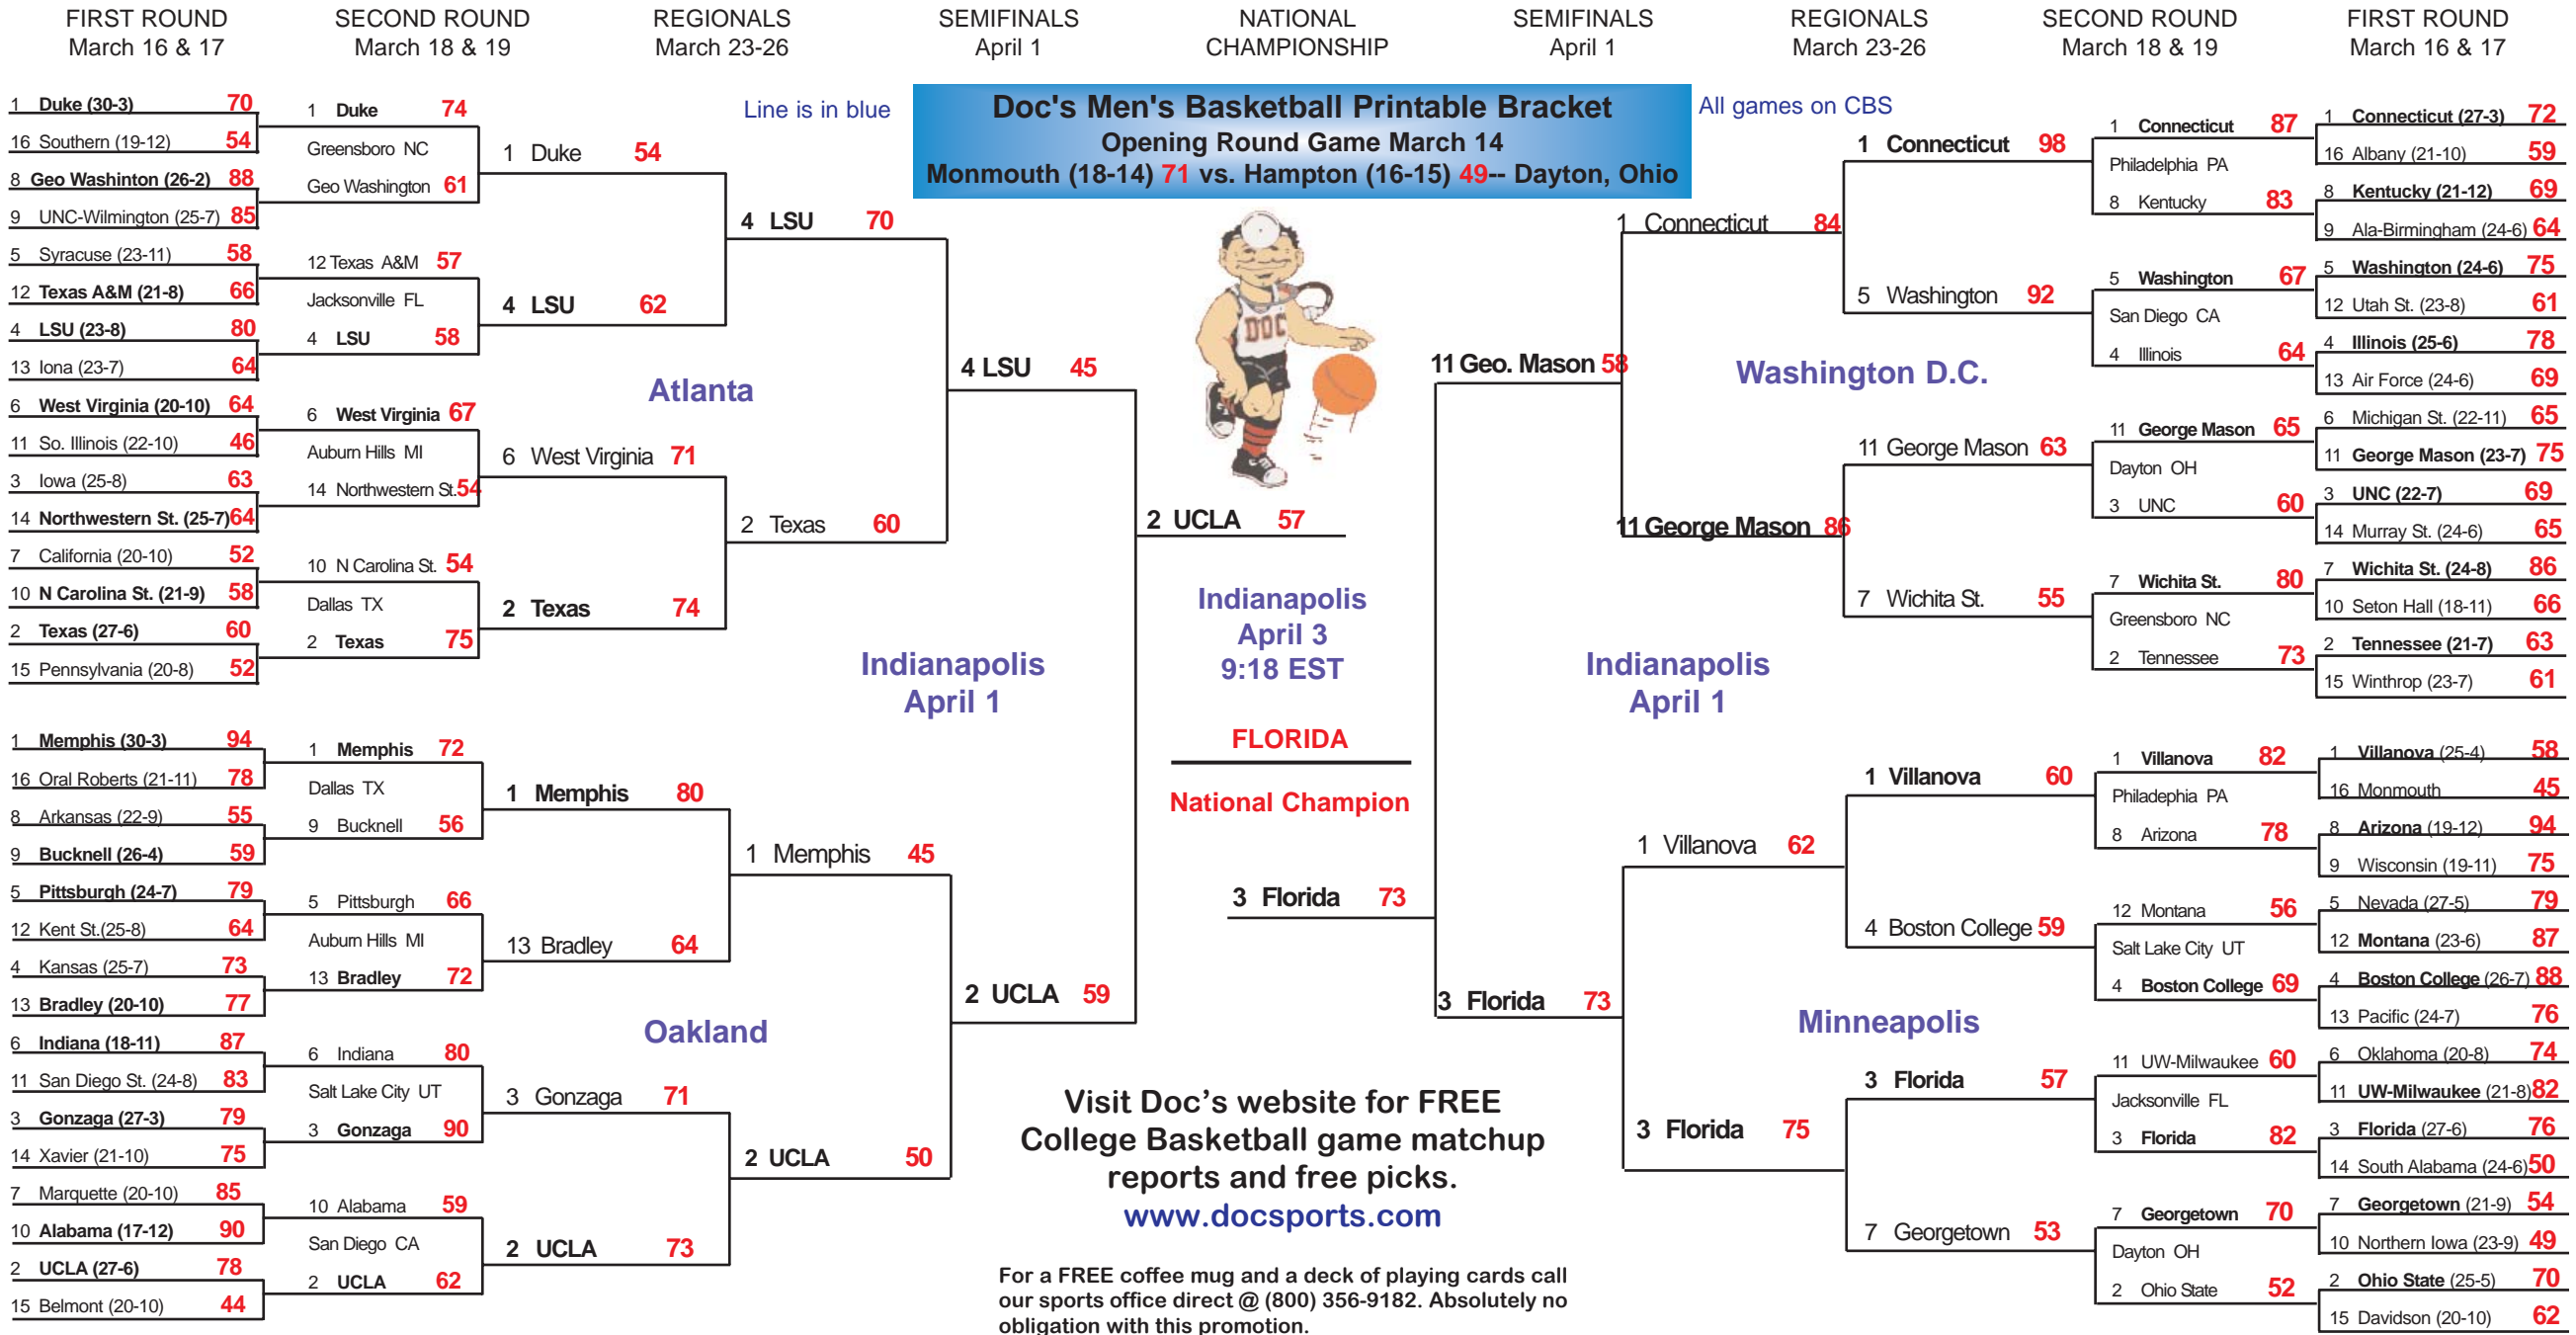 FIRST ROUND
March 16 & 17
SECOND ROUND
March 18 & 19
REGIONALS
March 23-26
SEMIFINALS
April 1
NATIONAL
CHAMPIONSHIP
SEMIFINALS
April 1
REGIONALS
March 23-26
SECOND ROUND
March 18 & 19
FIRST ROUND
March 16 & 17
Line is in blue
Doc's Men's Basketball Printable Bracket
Opening Round Game March 14
Monmouth (18-14) 71 vs. Hampton (16-15) 49-- Dayton, Ohio
All games on CBS
1 Duke (30-3) 70
16 Southern (19-12) 54
8 Geo Washinton (26-2) 88
9 UNC-Wilmington (25-7) 85
5 Syracuse (23-11) 58
12 Texas A&M (21-8) 66
4 LSU (23-8) 80
13 Iona (23-7) 64
6 West Virginia (20-10) 64
11 So. Illinois (22-10) 46
3 Iowa (25-8) 63
14 Northwestern St. (25-7) 64
7 California (20-10) 52
10 N Carolina St. (21-9) 58
2 Texas (27-6) 60
15 Pennsylvania (20-8) 52
1 Duke 74
Greensboro NC
Geo Washington 61
12 Texas A&M 57
Jacksonville FL
4 LSU 58
6 West Virginia 67
Auburn Hills MI
14 Northwestern St. 54
10 N Carolina St. 54
Dallas TX
2 Texas 75
1 Duke 54
4 LSU 62
6 West Virginia 71
2 Texas 74
Atlanta
4 LSU 70
2 Texas 60
4 LSU 45
1 Memphis (30-3) 94
16 Oral Roberts (21-11) 78
8 Arkansas (22-9) 55
9 Bucknell (26-4) 59
5 Pittsburgh (24-7) 79
12 Kent St.(25-8) 64
4 Kansas (25-7) 73
13 Bradley (20-10) 77
6 Indiana (18-11) 87
11 San Diego St. (24-8) 83
3 Gonzaga (27-3) 79
14 Xavier (21-10) 75
7 Marquette (20-10) 85
10 Alabama (17-12) 90
2 UCLA (27-6) 78
15 Belmont (20-10) 44
1 Memphis 72
Dallas TX
9 Bucknell 56
5 Pittsburgh 66
Auburn Hills MI
13 Bradley 72
6 Indiana 80
Salt Lake City UT
3 Gonzaga 90
10 Alabama 59
San Diego CA
2 UCLA 62
1 Memphis 80
13 Bradley 64
3 Gonzaga 71
2 UCLA 73
Oakland
1 Memphis 45
2 UCLA 50
2 UCLA 59
Indianapolis
April 1
DOC
2 UCLA 57
Indianapolis
April 3
9:18 EST
FLORIDA
National Champion
3 Florida 73
Indianapolis
April 1
11 Geo. Mason 58
3 Florida 73
1 Connecticut 84
11 George Mason 86
Washington D.C.
1 Connecticut 98
5 Washington 92
11 George Mason 63
7 Wichita St. 55
1 Connecticut 87
Philadelphia PA
8 Kentucky 83
5 Washington 67
San Diego CA
4 Illinois 64
11 George Mason 65
Dayton OH
3 UNC 60
7 Wichita St. 80
Greensboro NC
2 Tennessee 73
1 Connecticut (27-3) 72
16 Albany (21-10) 59
8 Kentucky (21-12) 69
9 Ala-Birmingham (24-6) 64
5 Washington (24-6) 75
12 Utah St. (23-8) 61
4 Illinois (25-6) 78
13 Air Force (24-6) 69
6 Michigan St. (22-11) 65
11 George Mason (23-7) 75
3 UNC (22-7) 69
14 Murray St. (24-6) 65
7 Wichita St. (24-8) 86
10 Seton Hall (18-11) 66
2 Tennessee (21-7) 63
15 Winthrop (23-7) 61
1 Villanova 62
3 Florida 75
Minneapolis
1 Villanova 60
4 Boston College 59
3 Florida 57
7 Georgetown 53
1 Villanova 82
Philadephia PA
8 Arizona 78
12 Montana 56
Salt Lake City UT
4 Boston College 69
11 UW-Milwaukee 60
Jacksonville FL
3 Florida 82
7 Georgetown 70
Dayton OH
2 Ohio State 52
1 Villanova (25-4) 58
16 Monmouth 45
8 Arizona (19-12) 94
9 Wisconsin (19-11) 75
5 Nevada (27-5) 79
12 Montana (23-6) 87
4 Boston College (26-7) 88
13 Pacific (24-7) 76
6 Oklahoma (20-8) 74
11 UW-Milwaukee (21-8) 82
3 Florida (27-6) 76
14 South Alabama (24-6) 50
7 Georgetown (21-9) 54
10 Northern Iowa (23-9) 49
2 Ohio State (25-5) 70
15 Davidson (20-10) 62
Visit Doc's website for FREE
College Basketball game matchup
reports and free picks.
www.docsports.com
For a FREE coffee mug and a deck of playing cards call
our sports office direct @ (800) 356-9182. Absolutely no
obligation with this promotion.